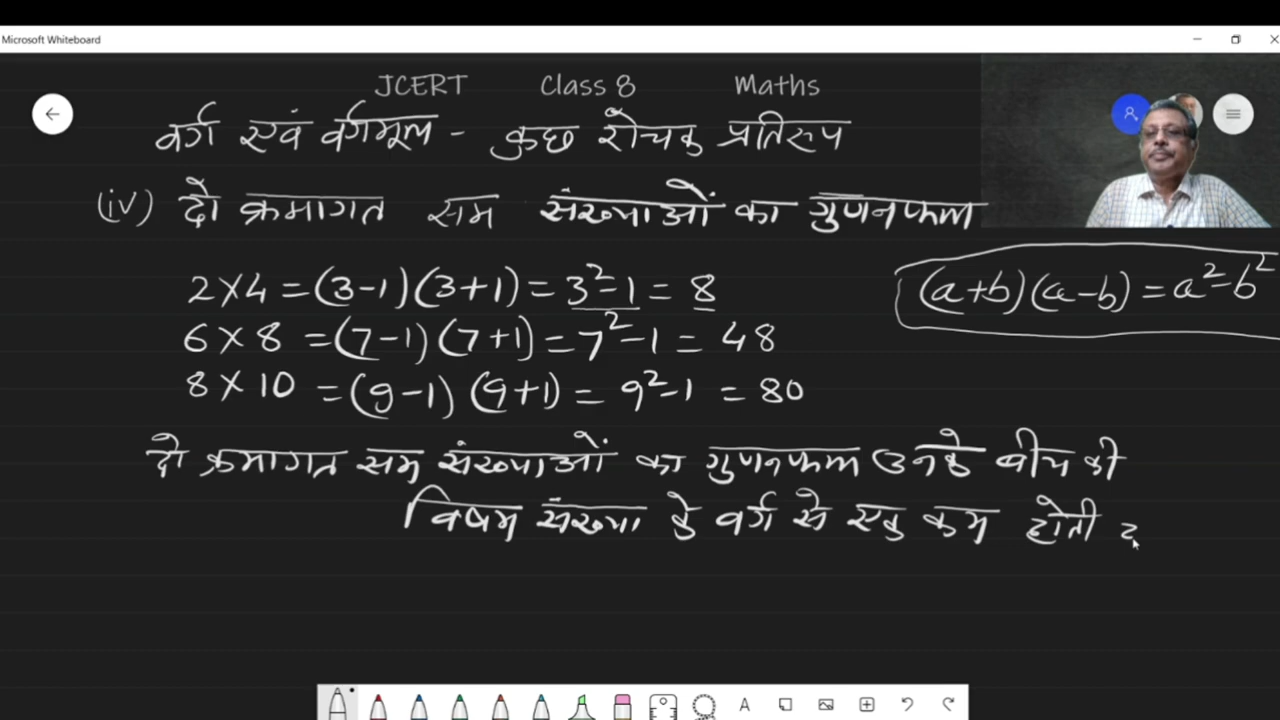 Microsoft Whiteboard
JCERT Class 8 Maths
वर्ग एवं वर्गमूल - कुछ रोचक प्रतिरूप
(iv) दो क्रमागत सम संख्याओं का गुणनफल
(a+b)(a-b)=a²-b²
2×4=(3-1)(3+1)=3²-1=8
6×8=(7-1)(7+1)=7²-1=48
8×10=(9-1)(9+1)=9²-1=80
दो क्रमागत सम संख्याओं का गुणनफल उनके बीच की
विषम संख्या के वर्ग से एक कम होती
A